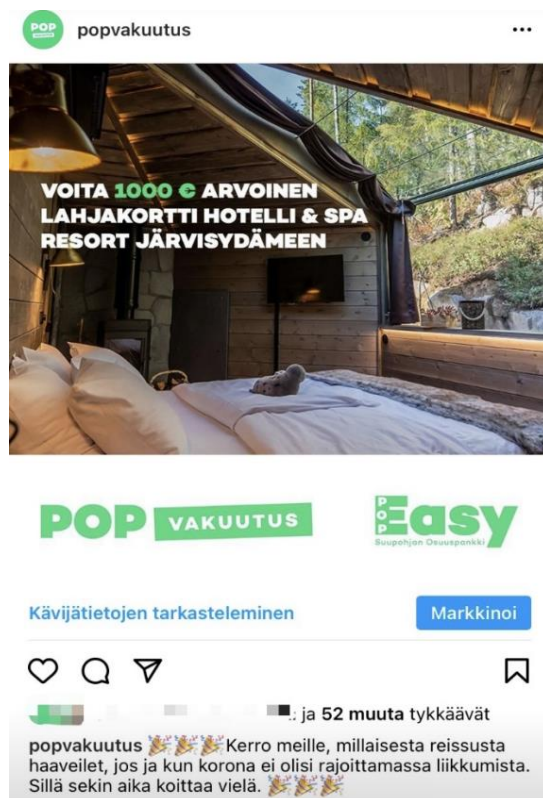 POP
VAKUUTUS
popvakuutus
VOITA 1000 € ARVOINEN
LAHJAKORTTI HOTELLI & SPA
RESORT JÄRVISYDÄMEEN
POP VAKUUTUS
POP Easy
Suupohjan Osuuspankki
Kävijätietojen tarkasteleminen
Markkinoi
ja 52 muuta tykkäävät
popvakuutus 🎉🎉🎉Kerro meille, millaisesta reissusta
haaveilet, jos ja kun korona ei olisi rajoittamassa liikkumista.
Sillä sekin aika koittaa vielä. 🎉🎉🎉